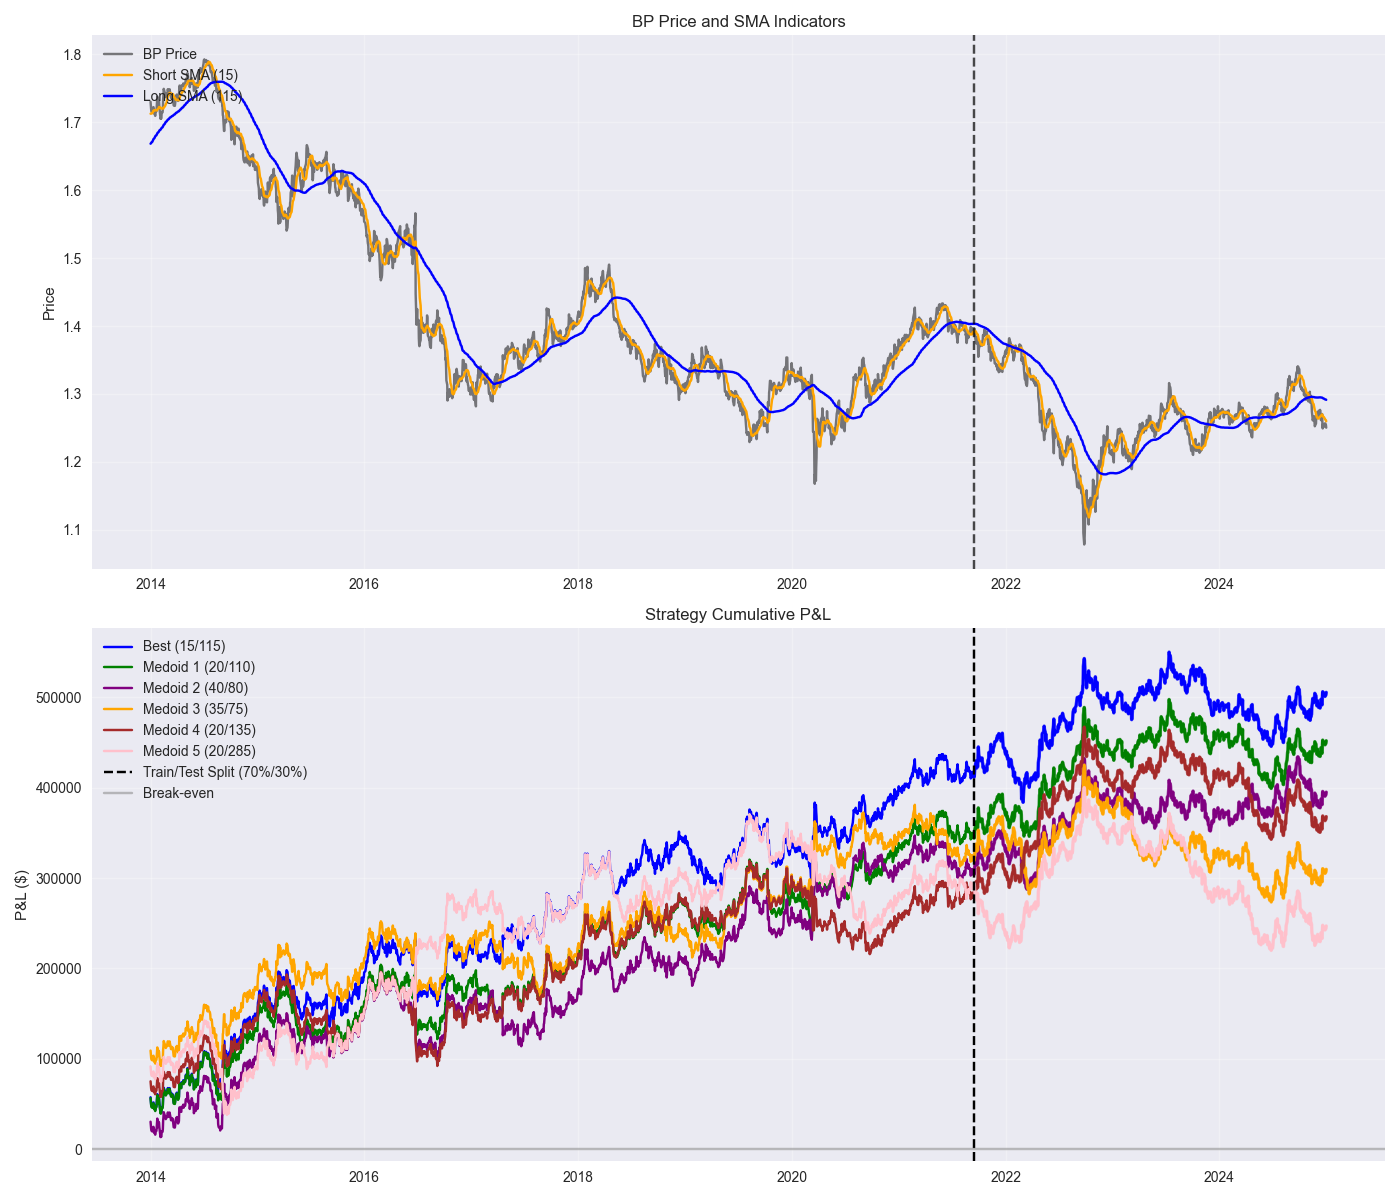 BP Price and SMA Indicators
BP Price
Short SMA (15)
Long SMA (115)
Price
1.8
1.7
1.6
1.5
1.4
1.3
1.2
1.1
2014 2016 2018 2020 2022 2024
Strategy Cumulative P&L
Best (15/115)
Medoid 1 (20/110)
Medoid 2 (40/80)
Medoid 3 (35/75)
Medoid 4 (20/135)
Medoid 5 (20/285)
Train/Test Split (70%/30%)
Break-even
P&L ($)
500000
400000
300000
200000
100000
0
2014 2016 2018 2020 2022 2024